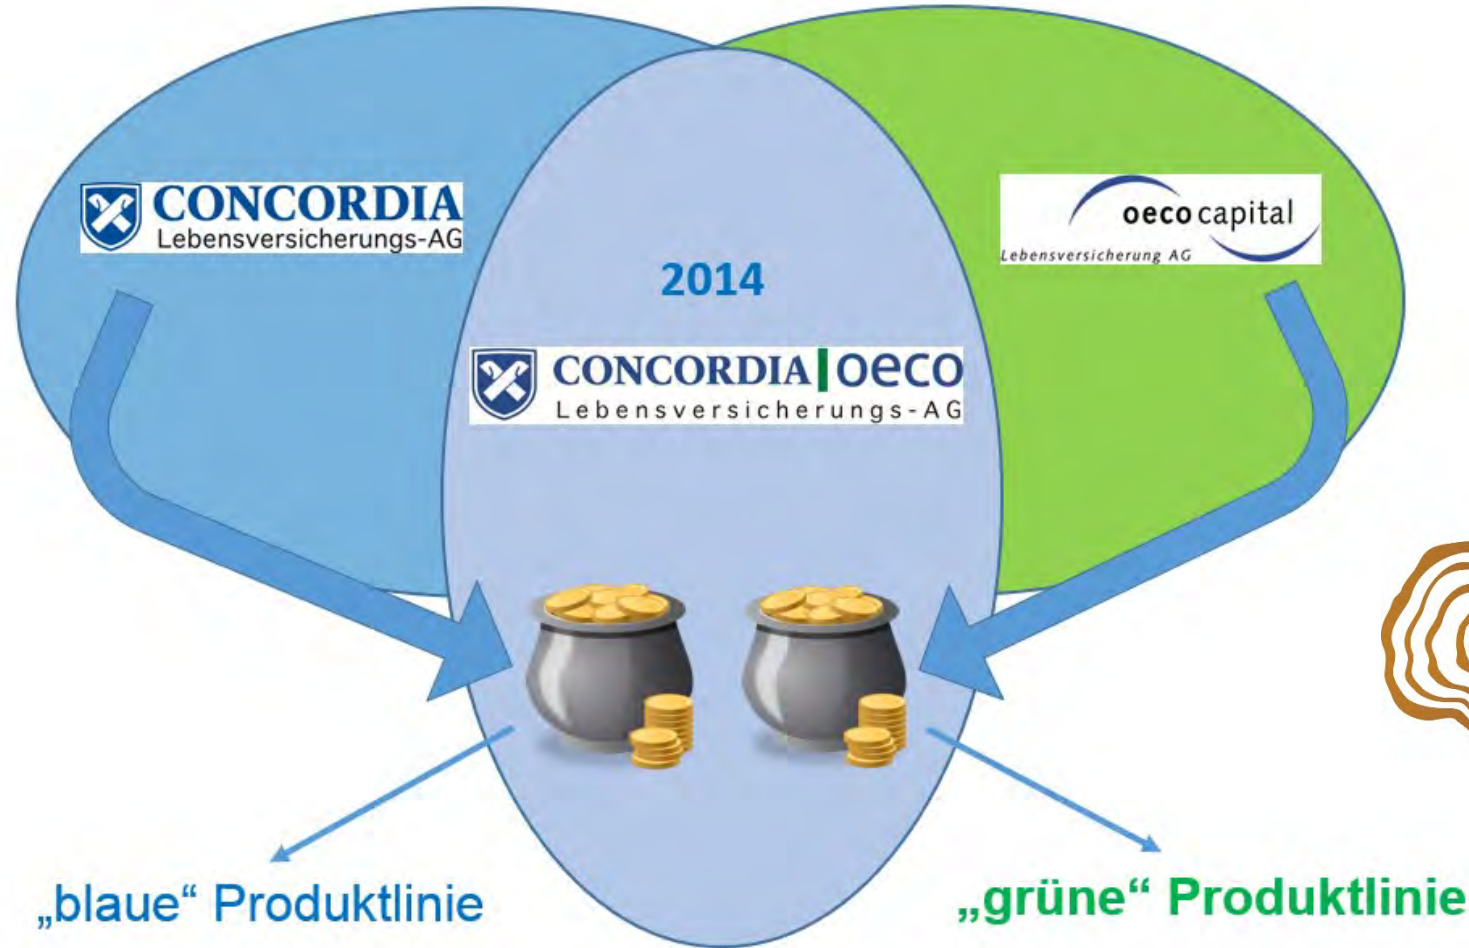 CONCORDIA
Lebensversicherungs-AG
oeco capital
Lebensversicherung AG
2014
CONCORDIA | oeco
Lebensversicherungs-AG
„blaue“ Produktlinie
„grüne“ Produktlinie